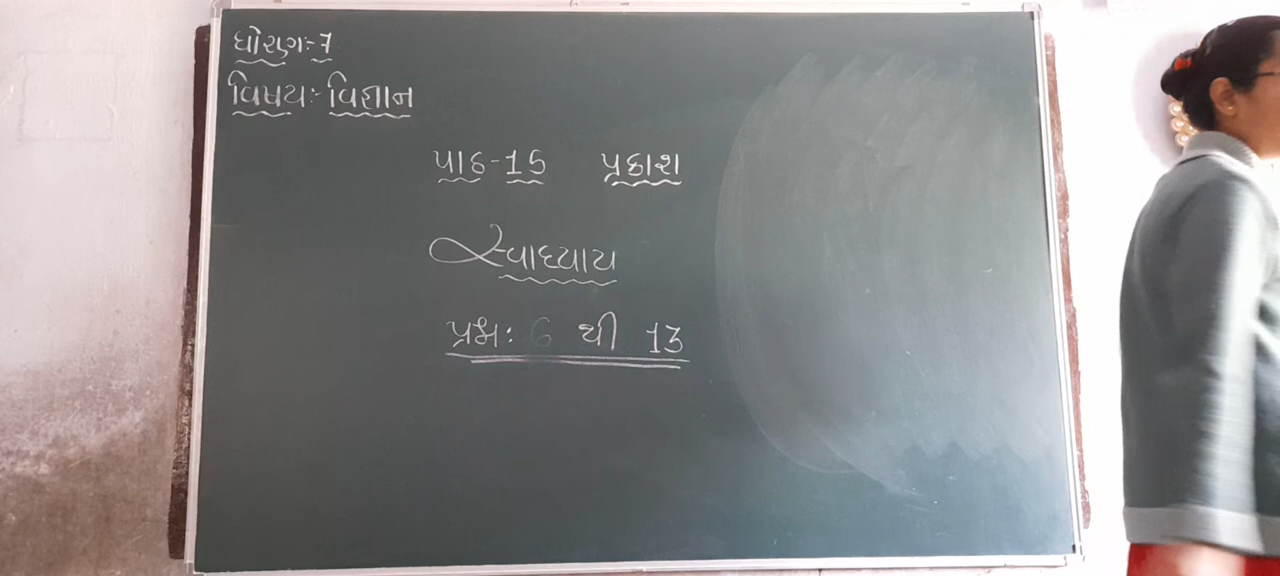 ધોરણ:-7
વિષય:- વિજ્ઞાન
પાઠ-15 પ્રકાશ
સ્વાધ્યાય
પ્રશ્ન: 6 થી 13